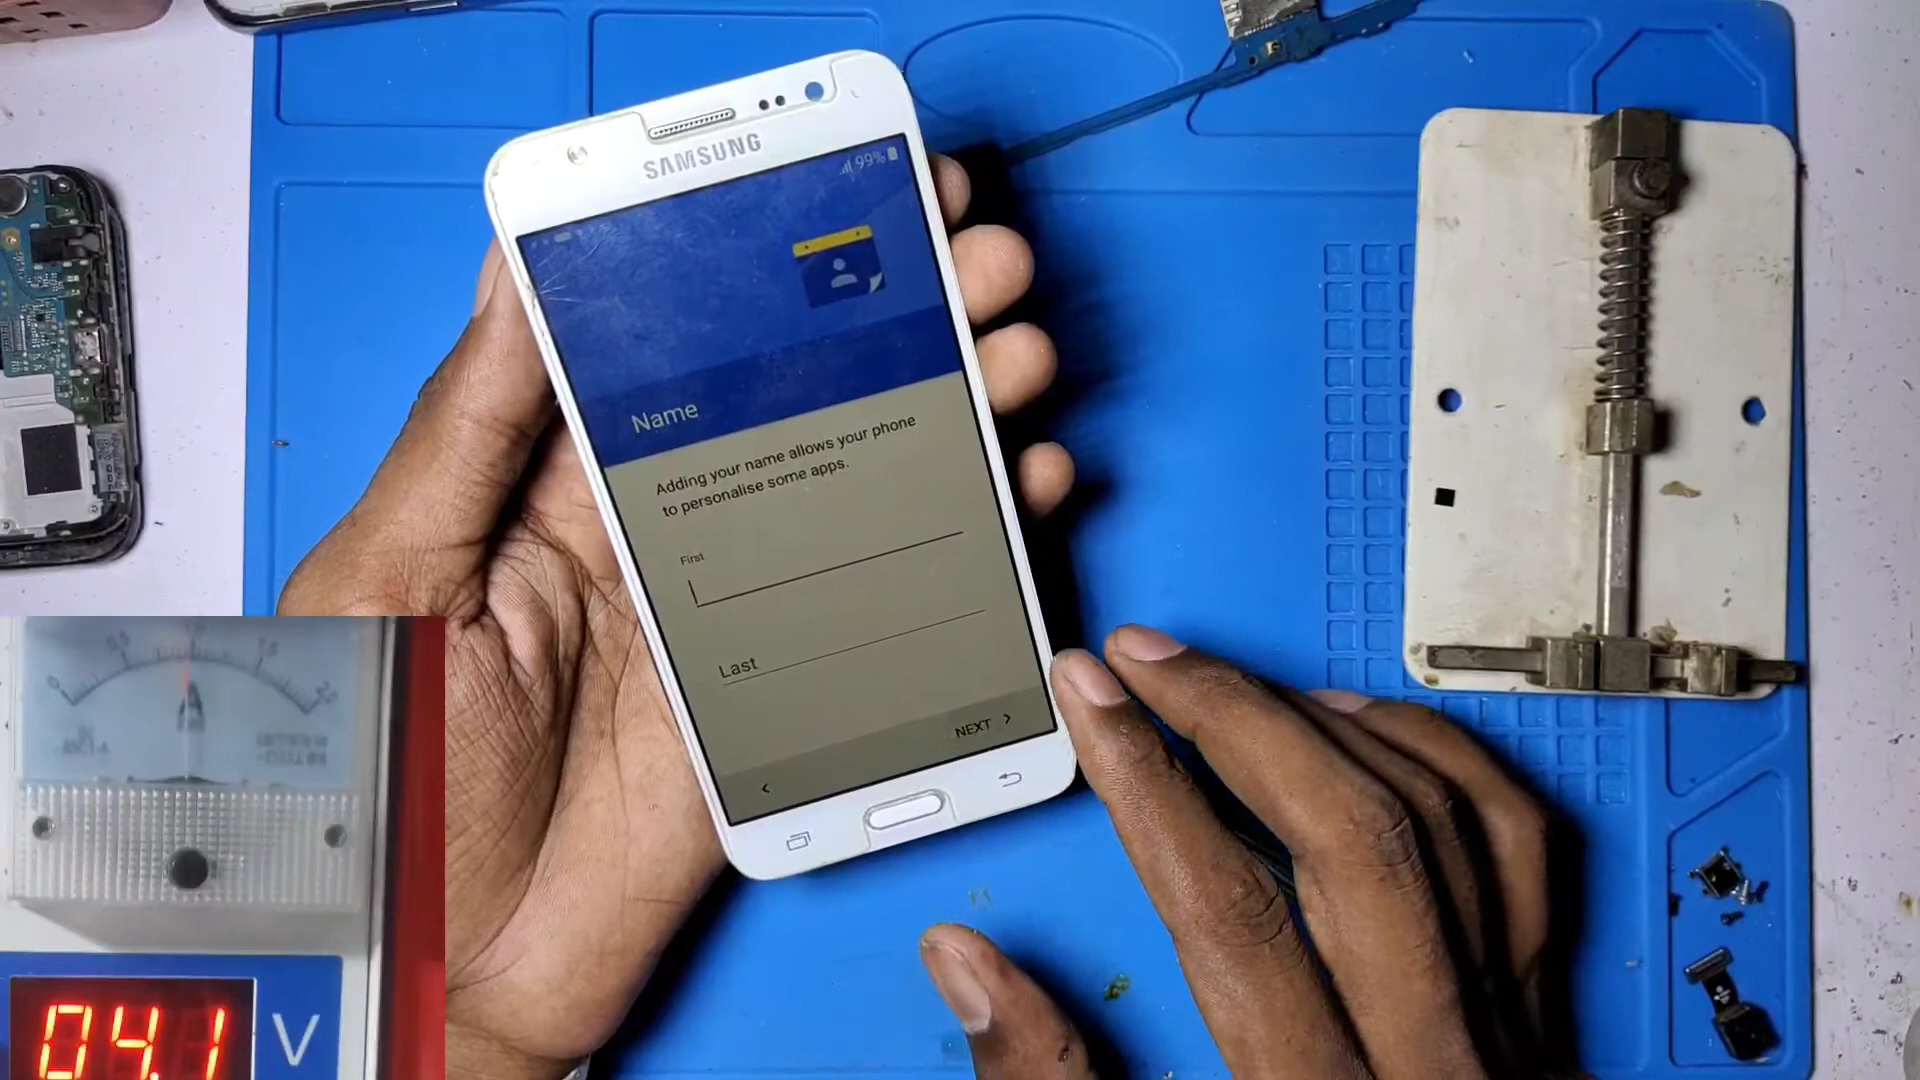 SAMSUNG
99%
Name
Adding your name allows your phone
to personalise some apps.
First
Last
NEXT
04.1 V